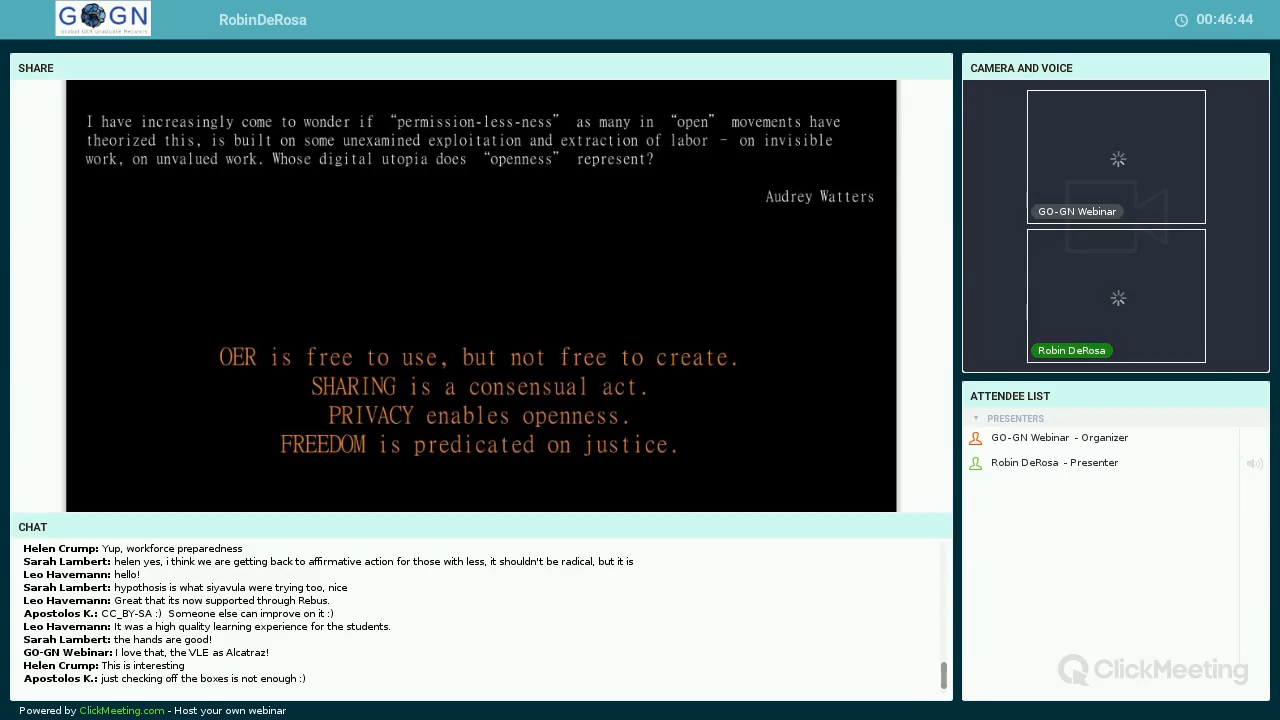 GO GN
Global OER Graduate Network
RobinDeRosa
00:46:44
SHARE
I have increasingly come to wonder if “permission-less-ness” as many in “open” movements have
theorized this, is built on some unexamined exploitation and extraction of labor – on invisible
work, on unvalued work. Whose digital utopia does “openness” represent?
Audrey Watters
OER is free to use, but not free to create.
SHARING is a consensual act.
PRIVACY enables openness.
FREEDOM is predicated on justice.
CHAT
Helen Crump: Yup, workforce preparedness
Sarah Lambert: helen yes, i think we are getting back to affirmative action for those with less, it shouldn't be radical, but it is
Leo Havemann: hello!
Sarah Lambert: hypothosis is what siyavula were trying too, nice
Leo Havemann: Great that its now supported through Rebus.
Apostolos K.: CC_BY-SA :) Someone else can improve on it :)
Leo Havemann: It was a high quality learning experience for the students.
Sarah Lambert: the hands are good!
GO-GN Webinar: I love that, the VLE as Alcatraz!
Helen Crump: This is interesting
Apostolos K.: just checking off the boxes is not enough :)
CAMERA AND VOICE
GO-GN Webinar
Robin DeRosa
ATTENDEE LIST
PRESENTERS
GO-GN Webinar - Organizer
Robin DeRosa - Presenter
ClickMeeting
Powered by ClickMeeting.com - Host your own webinar